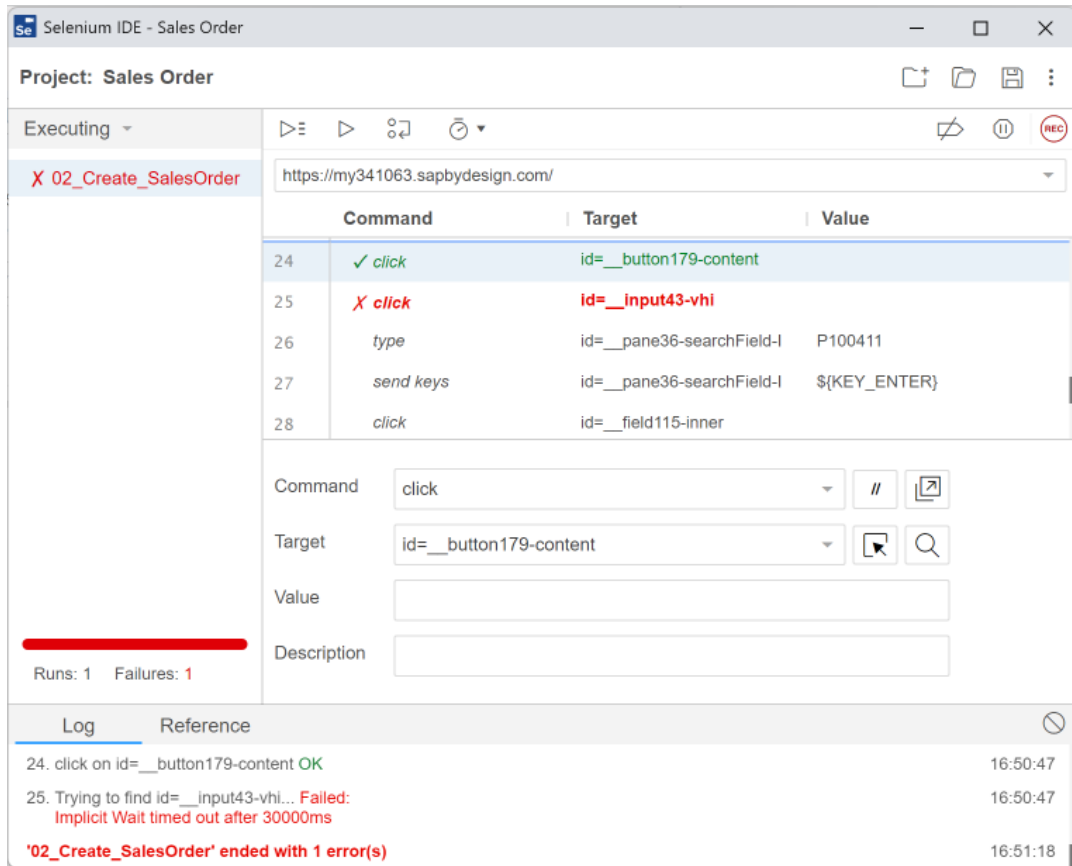 Se Selenium IDE - Sales Order
Project: Sales Order
Executing
REC
X 02_Create_SalesOrder
https://my341063.sapbydesign.com/
Command Target Value
24 ✓ click id=__button179-content
25 X click id=__input43-vhi
26 type id=__pane36-searchField-I P100411
27 send keys id=__pane36-searchField-I ${KEY_ENTER}
28 click id=__field115-inner
Command click //
Target id=__button179-content
Value
Description
Runs: 1 Failures: 1
Log Reference
24. click on id=__button179-content OK 16:50:47
25. Trying to find id=__input43-vhi... Failed: 16:50:47
Implicit Wait timed out after 30000ms
'02_Create_SalesOrder' ended with 1 error(s) 16:51:18